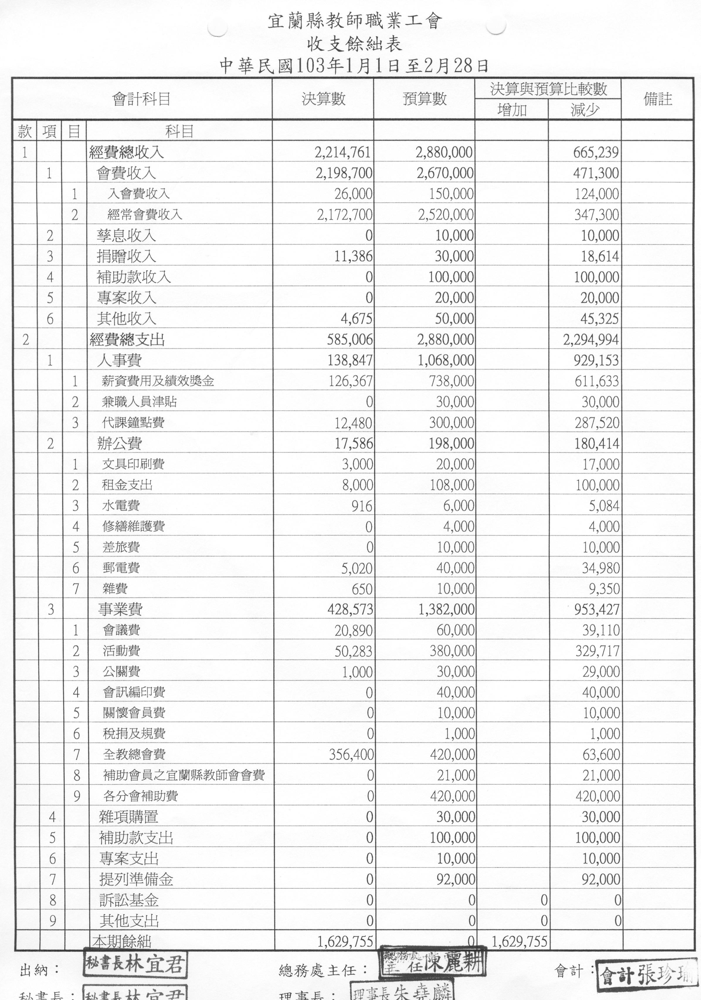 宜蘭縣教師職業工會
收支餘絀表
中華民國103年1月1日至2月28日
會計科目 決算數 預算數 決算與預算比較數 備註
增加 減少
款 項 目 科目
1 經費總收入 2,214,761 2,880,000 665,239
1 會費收入 2,198,700 2,670,000 471,300
1 入會費收入 26,000 150,000 124,000
2 經常會費收入 2,172,700 2,520,000 347,300
2 孳息收入 0 10,000 10,000
3 捐贈收入 11,386 30,000 18,614
4 補助款收入 0 100,000 100,000
5 專案收入 0 20,000 20,000
6 其他收入 4,675 50,000 45,325
2 經費總支出 585,006 2,880,000 2,294,994
1 人事費 138,847 1,068,000 929,153
1 薪資費用及績效獎金 126,367 738,000 611,633
2 兼職人員津貼 0 30,000 30,000
3 代課鐘點費 12,480 300,000 287,520
2 辦公費 17,586 198,000 180,414
1 文具印刷費 3,000 20,000 17,000
2 租金支出 8,000 108,000 100,000
3 水電費 916 6,000 5,084
4 修繕維護費 0 4,000 4,000
5 差旅費 0 10,000 10,000
6 郵電費 5,020 40,000 34,980
7 雜費 650 10,000 9,350
3 事業費 428,573 1,382,000 953,427
1 會議費 20,890 60,000 39,110
2 活動費 50,283 380,000 329,717
3 公關費 1,000 30,000 29,000
4 會訊編印費 0 40,000 40,000
5 關懷會員費 0 10,000 10,000
6 稅捐及規費 0 1,000 1,000
7 全教總會費 356,400 420,000 63,600
8 補助會員之宜蘭縣教師會會費 0 21,000 21,000
9 各分會補助費 0 420,000 420,000
4 雜項購置 0 30,000 30,000
5 補助款支出 0 100,000 100,000
6 專案支出 0 10,000 10,000
7 提列準備金 0 92,000 92,000
8 訴訟基金 0 0 0 0
9 其他支出 0 0 0 0
本期餘絀 1,629,755 0 1,629,755
出納： 秘書長林宜君 總務處主任： 總務處主任陳麗耕 會計： 會計張珍瑜
秘書長： 秘書長林宜君 理事長： 理事長朱堯麟